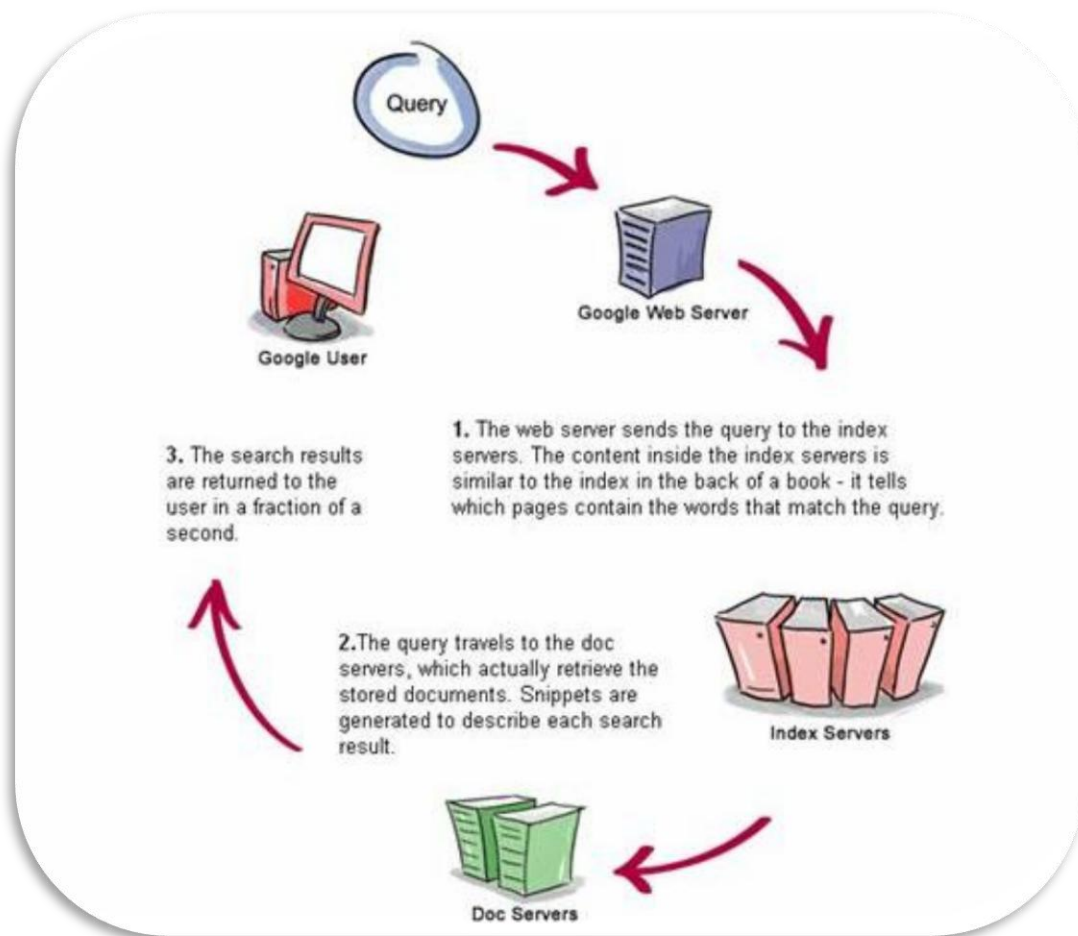 Query
Google Web Server
Google User
1. The web server sends the query to the index
servers. The content inside the index servers is
similar to the index in the back of a book - it tells
which pages contain the words that match the query.
3. The search results
are returned to the
user in a fraction of a
second.
2.The query travels to the doc
servers, which actually retrieve the
stored documents. Snippets are
generated to describe each search
result.
Index Servers
Doc Servers